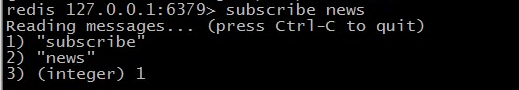 redis 127.0.0.1:6379> subscribe news
Reading messages... (press Ctrl-C to quit)
1) "subscribe"
2) "news"
3) (integer) 1